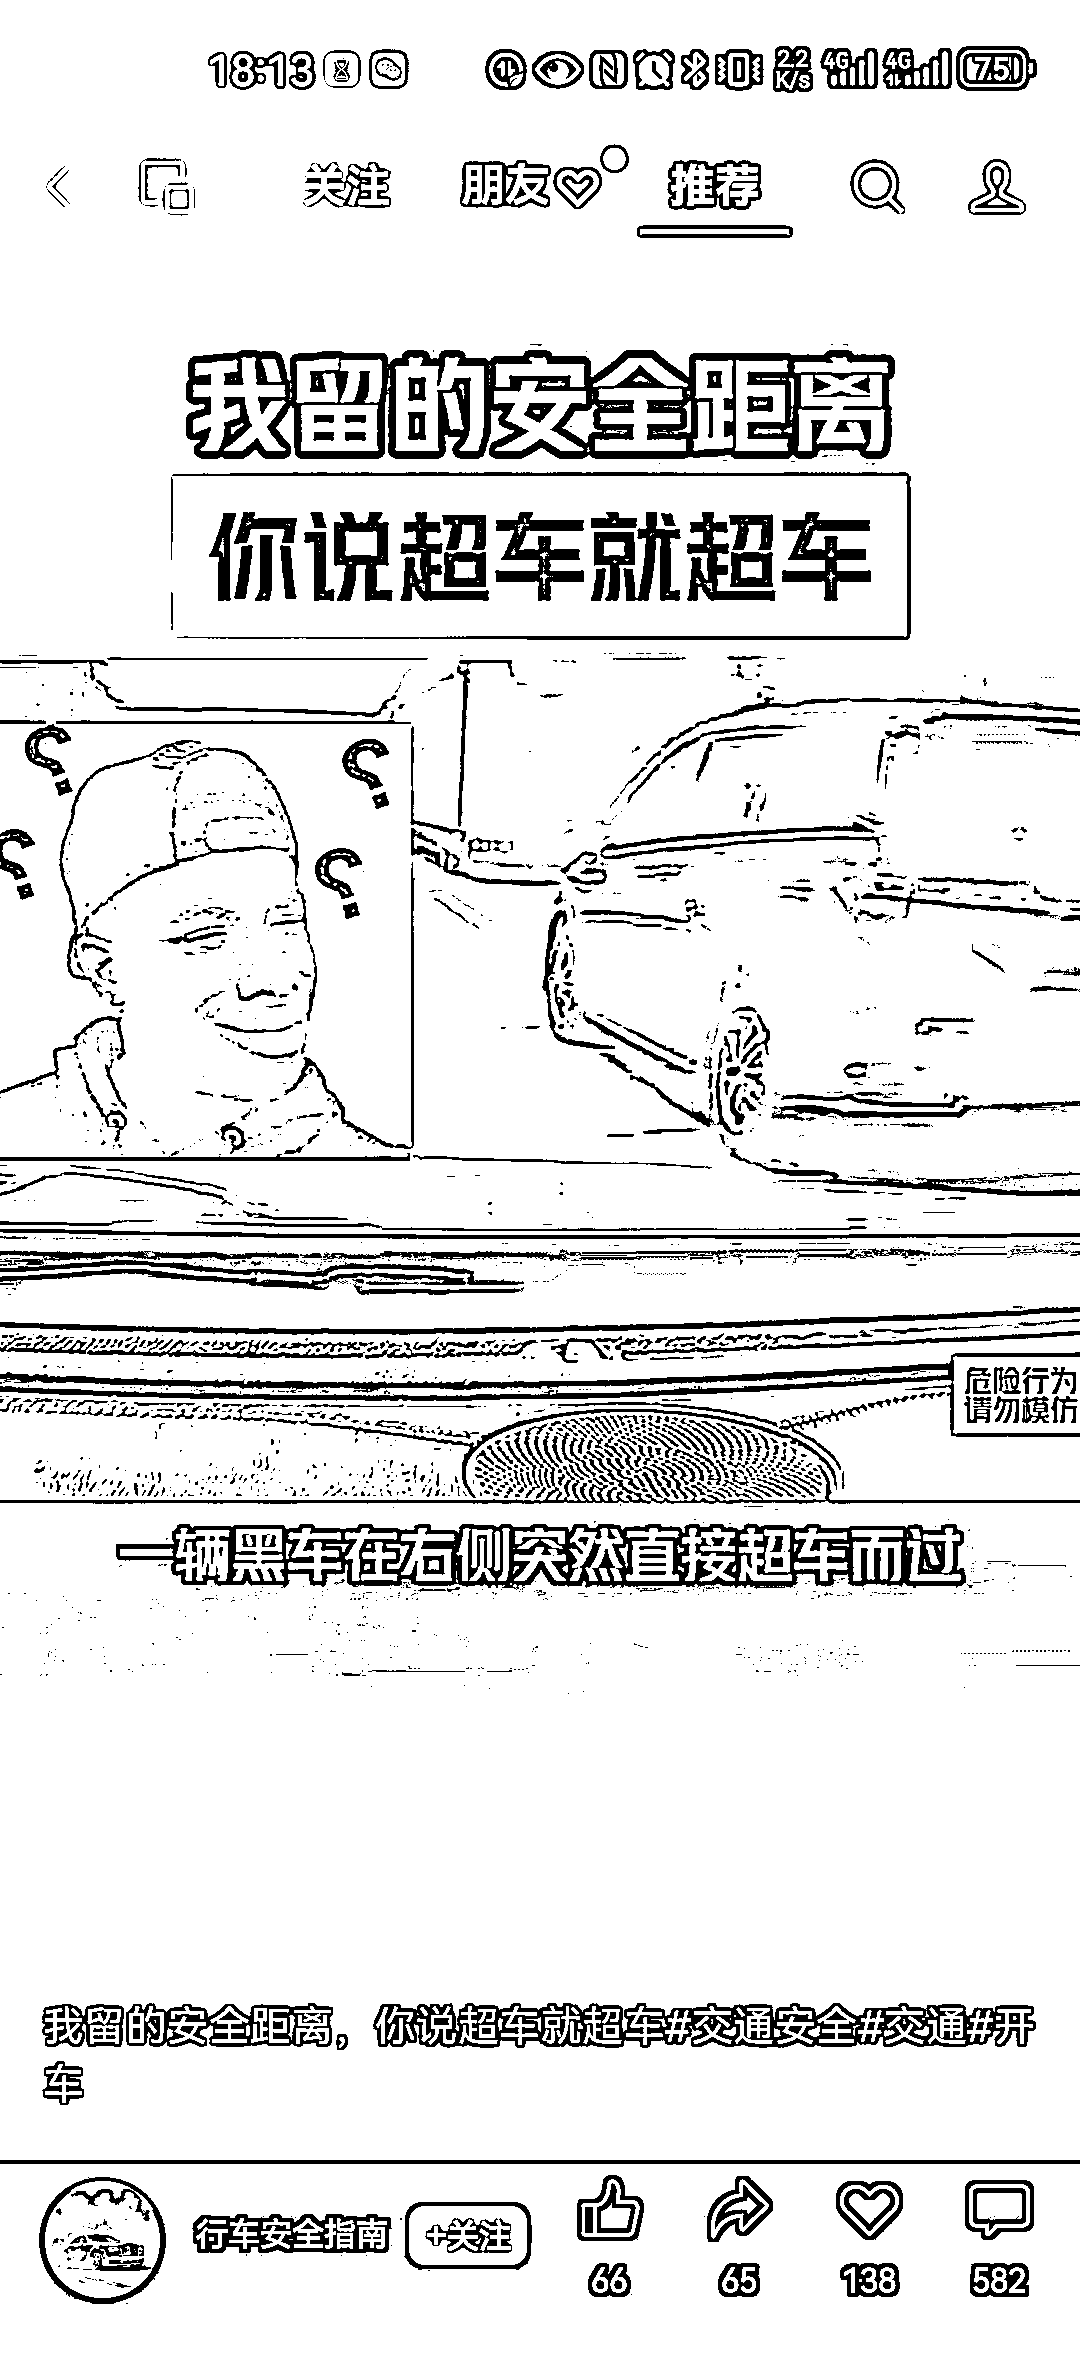 18:13 22 K/s 4G 4G 75
关注 朋友 推荐
我留的安全距离
你说超车就超车
危险行为
请勿模仿
一辆黑车在右侧突然直接超车而过
我留的安全距离，你说超车就超车#交通安全#交通#开
车
行车安全指南 +关注
66 65 138 582